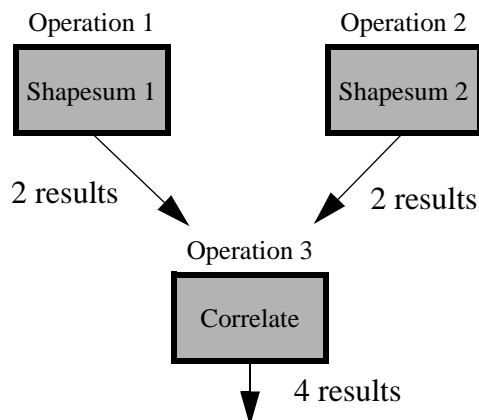 Operation 1
Operation 2
Shapesum 1
Shapesum 2
2 results
2 results
Operation 3
Correlate
4 results